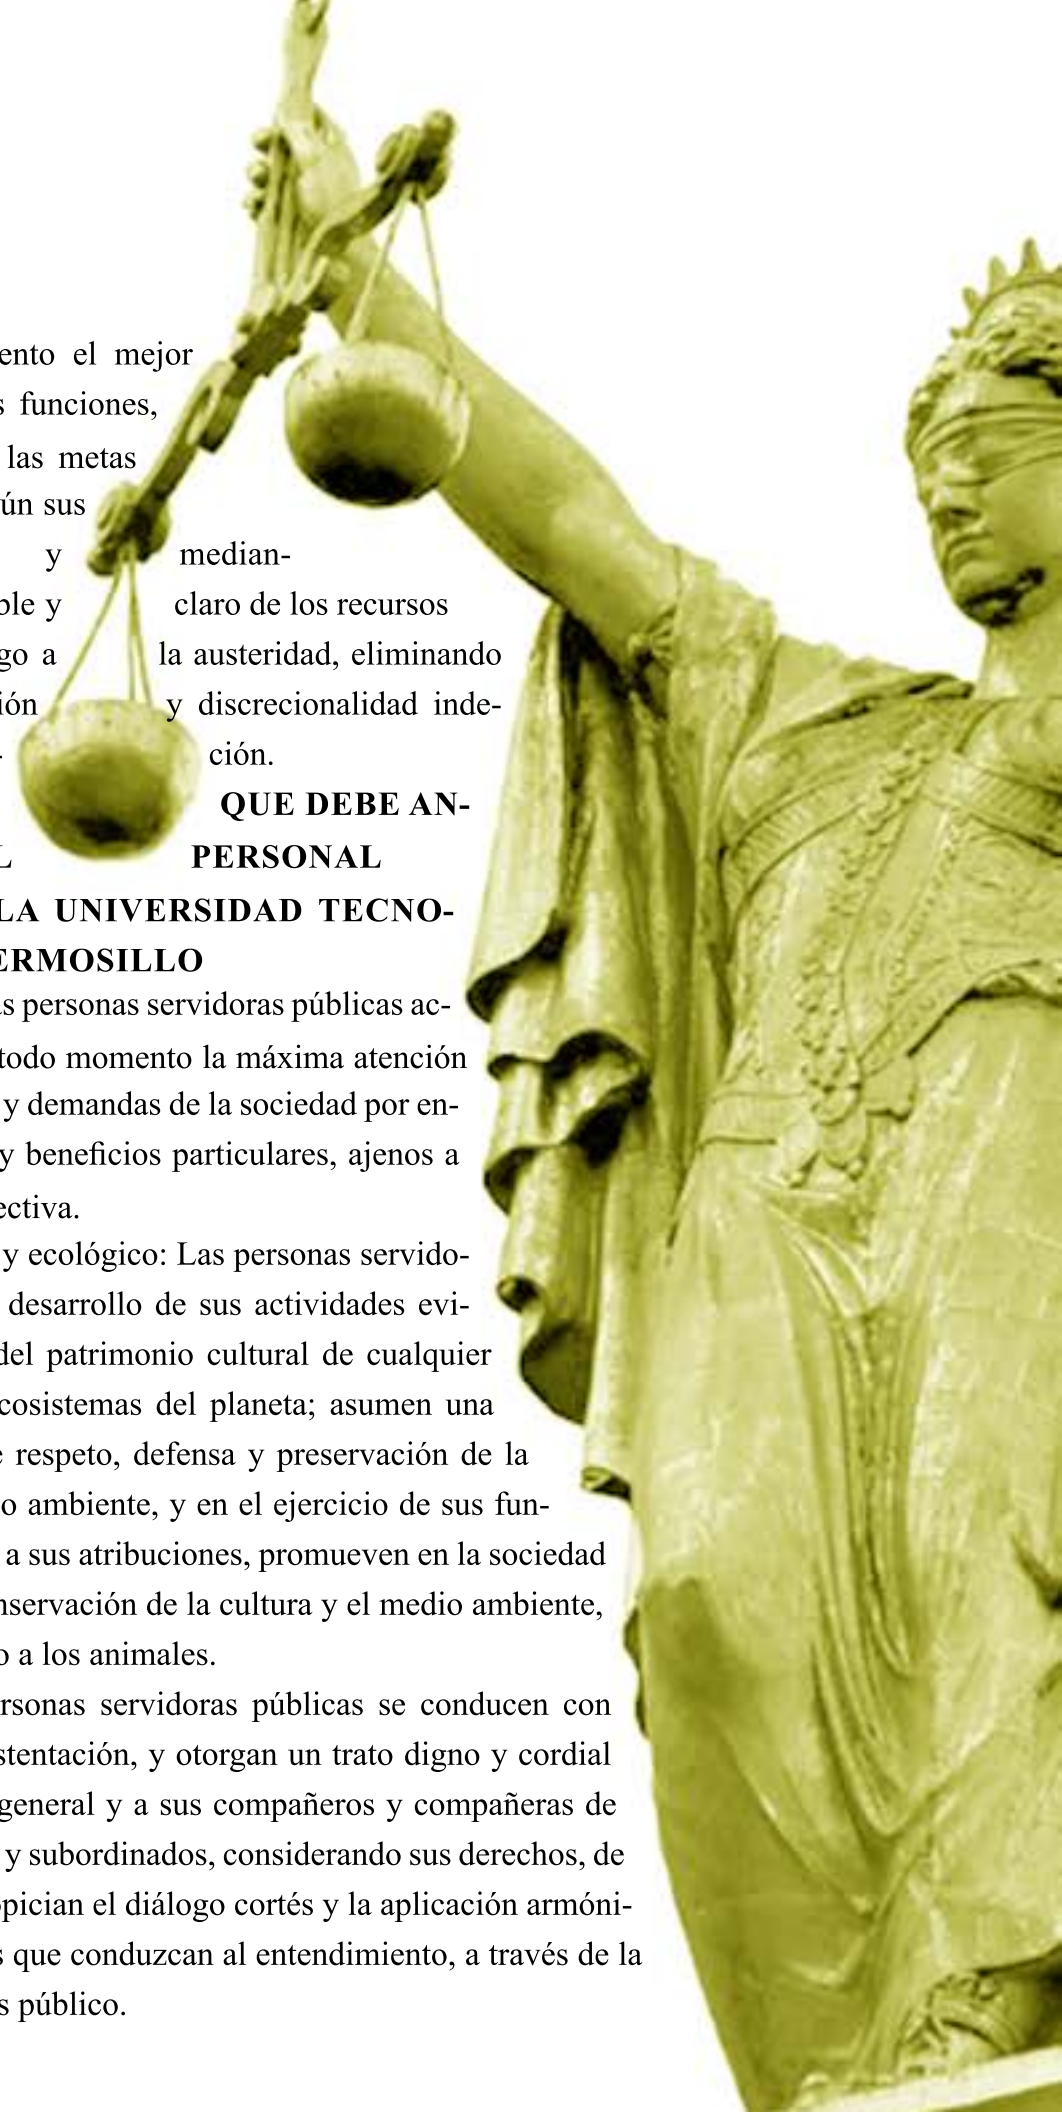 ento el mejor
s funciones,
las metas
ún sus
y median-
ble y claro de los recursos
go a la austeridad, eliminando
ión y discrecionalidad inde-
- ción.
QUE DEBE AN-
L PERSONAL
LA UNIVERSIDAD TECNO-
ERMOSILLO
as personas servidoras públicas ac-
todo momento la máxima atención
y demandas de la sociedad por en-
y beneficios particulares, ajenos a
ectiva.
y ecológico: Las personas servido-
desarrollo de sus actividades evi-
del patrimonio cultural de cualquier
cosistemas del planeta; asumen una
e respeto, defensa y preservación de la
o ambiente, y en el ejercicio de sus fun-
a sus atribuciones, promueven en la sociedad
nservación de la cultura y el medio ambiente,
o a los animales.
rsonas servidoras públicas se conducen con
stentación, y otorgan un trato digno y cordial
general y a sus compañeros y compañeras de
y subordinados, considerando sus derechos, de
opician el diálogo cortés y la aplicación armóni-
s que conduzcan al entendimiento, a través de la
s público.